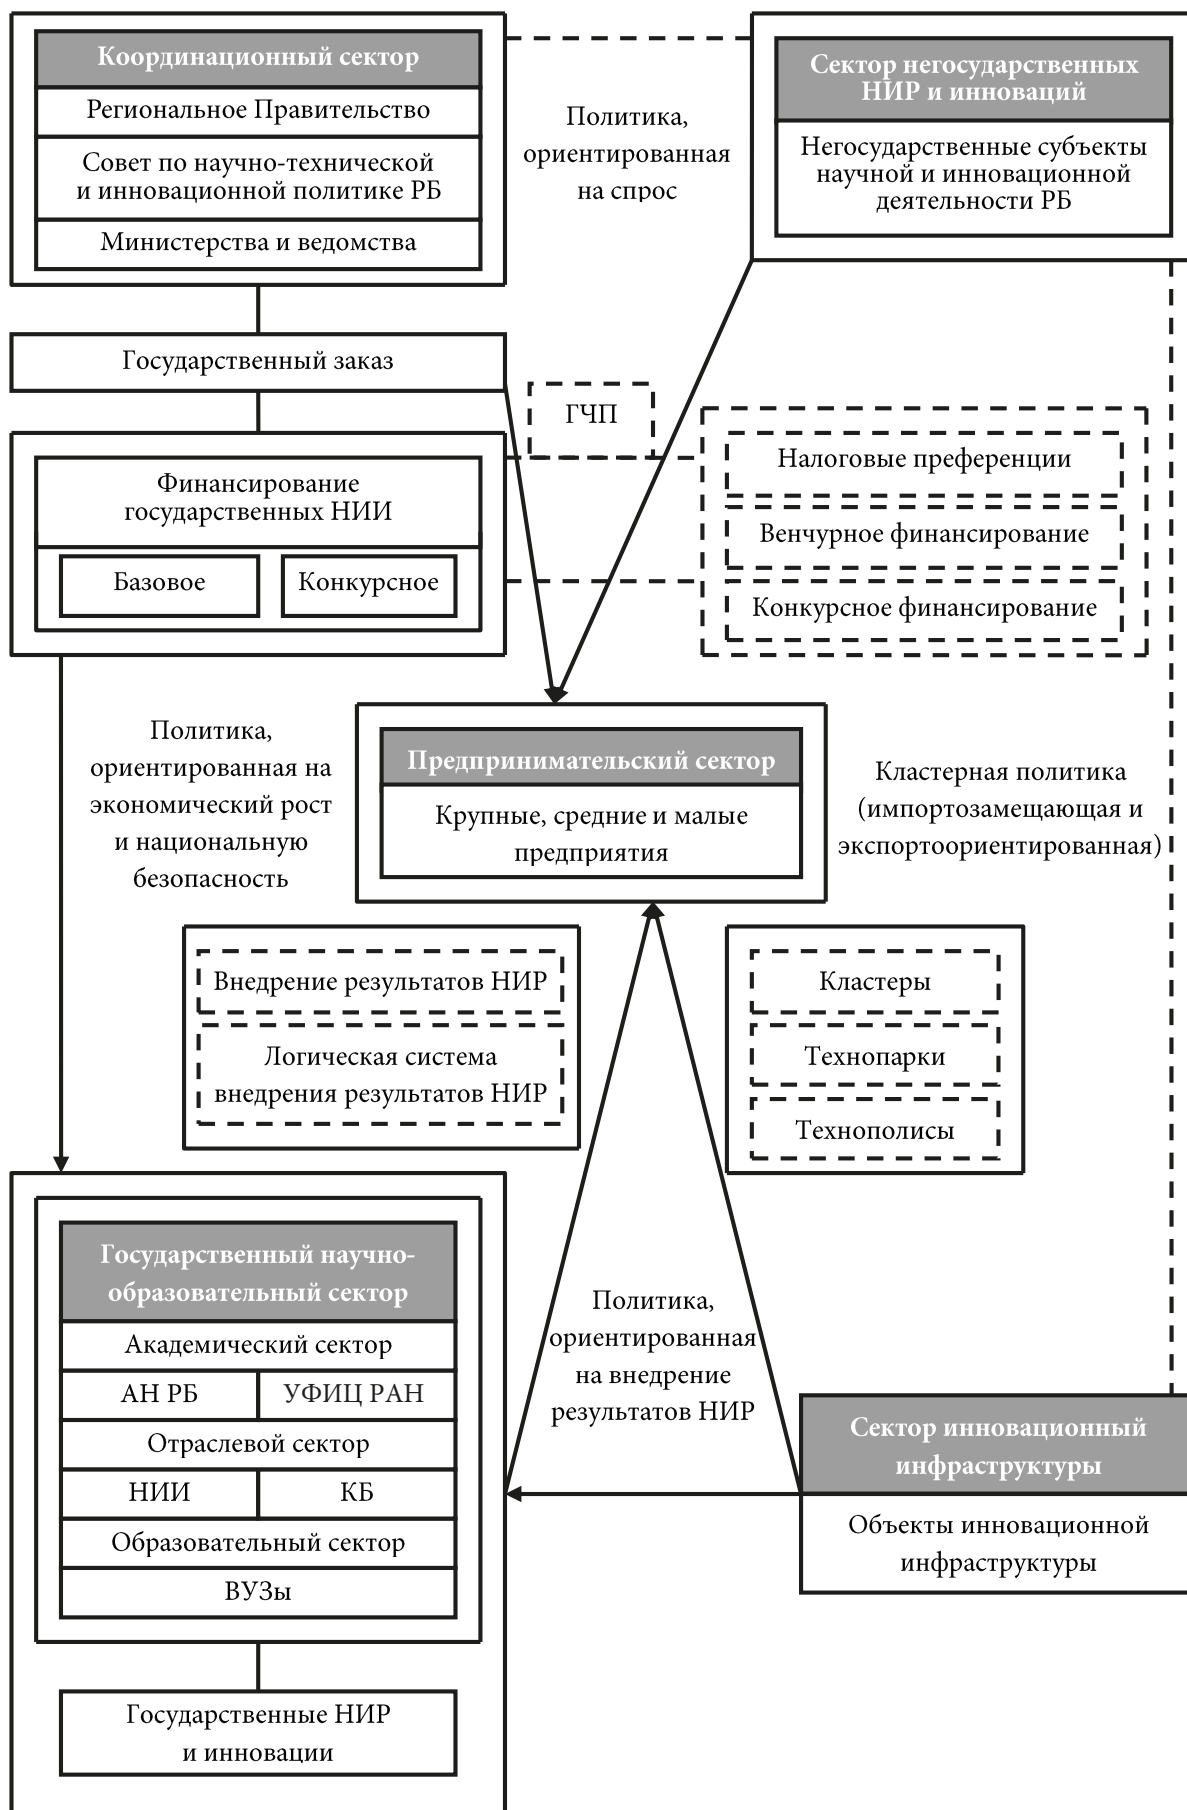 Координационный сектор
Региональное Правительство
Совет по научно-технической
и инновационной политике РБ
Министерства и ведомства
Политика,
ориентированная
на спрос
Сектор негосударственных
НИР и инноваций
Негосударственные субъекты
научной и инновационной
деятельности РБ
Государственный заказ
ГЧП
Финансирование
государственных НИИ
Базовое
Конкурсное
Налоговые преференции
Венчурное финансирование
Конкурсное финансирование
Политика,
ориентированная на
экономический рост
и национальную
безопасность
Предпринимательский сектор
Крупные, средние и малые
предприятия
Кластерная политика
(импортозамещающая и
экспортоориентированная)
Внедрение результатов НИР
Логическая система
внедрения результатов НИР
Кластеры
Технопарки
Технополисы
Государственный научно-
образовательный сектор
Академический сектор
АН РБ
УФИЦ РАН
Отраслевой сектор
НИИ
КБ
Образовательный сектор
ВУЗы
Государственные НИР
и инновации
Политика,
ориентированная
на внедрение
результатов НИР
Сектор инновационный
инфраструктуры
Объекты инновационной
инфраструктуры